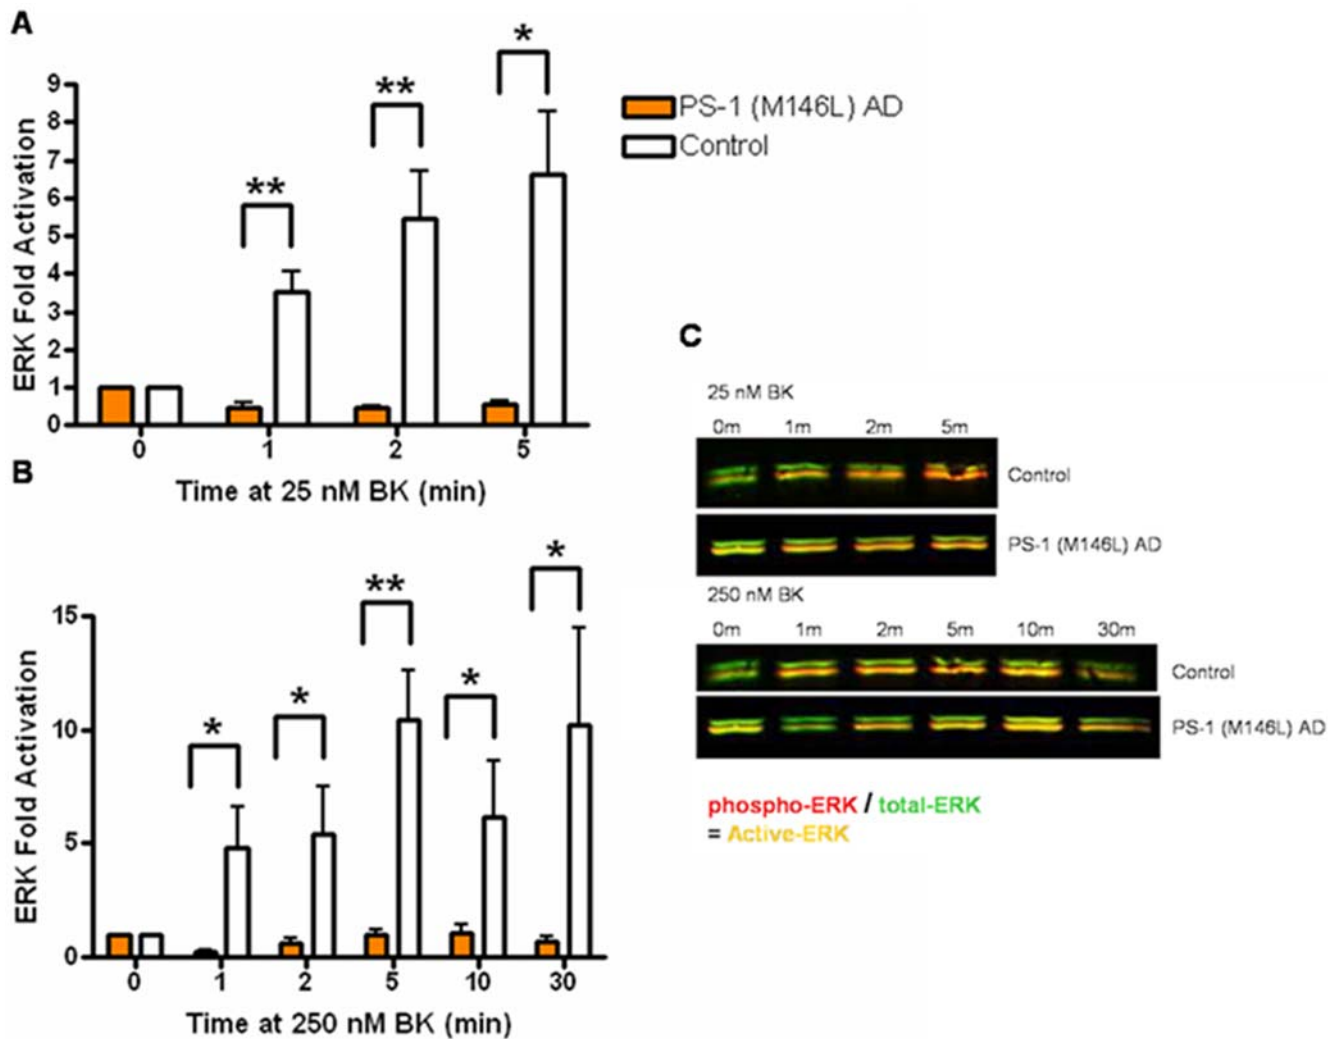 A
ERK Fold Activation
9
8
7
6
5
4
3
2
1
0
**
**
*
0 1 2 5
Time at 25 nM BK (min)
PS-1 (M146L) AD
Control
B
ERK Fold Activation
15
10
5
0
*
*
**
*
*
0 1 2 5 10 30
Time at 250 nM BK (min)
C
25 nM BK
0m 1m 2m 5m
Control
PS-1 (M146L) AD
250 nM BK
0m 1m 2m 5m 10m 30m
Control
PS-1 (M146L) AD
phospho-ERK / total-ERK
= Active-ERK